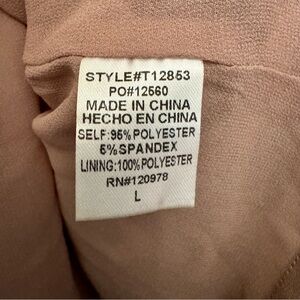 STYLE#T12853
PO#12560
MADE IN CHINA
HECHO EN CHINA
SELF:95% POLYESTER
5%SPANDEX
LINING:100%POLYESTER
RN#120978
L